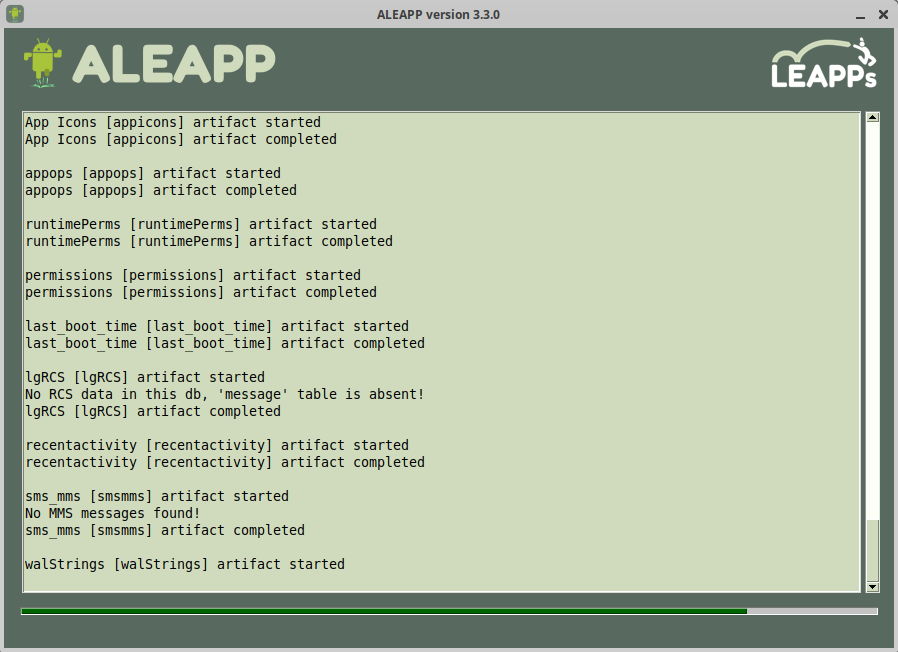 ALEAPP version 3.3.0
ALEAPP
LEAPPs
App Icons [appicons] artifact started
App Icons [appicons] artifact completed
appops [appops] artifact started
appops [appops] artifact completed
runtimePerms [runtimePerms] artifact started
runtimePerms [runtimePerms] artifact completed
permissions [permissions] artifact started
permissions [permissions] artifact completed
last_boot_time [last_boot_time] artifact started
last_boot_time [last_boot_time] artifact completed
lgRCS [lgRCS] artifact started
No RCS data in this db, 'message' table is absent!
lgRCS [lgRCS] artifact completed
recentactivity [recentactivity] artifact started
recentactivity [recentactivity] artifact completed
sms_mms [smsmms] artifact started
No MMS messages found!
sms_mms [smsmms] artifact completed
walStrings [walStrings] artifact started